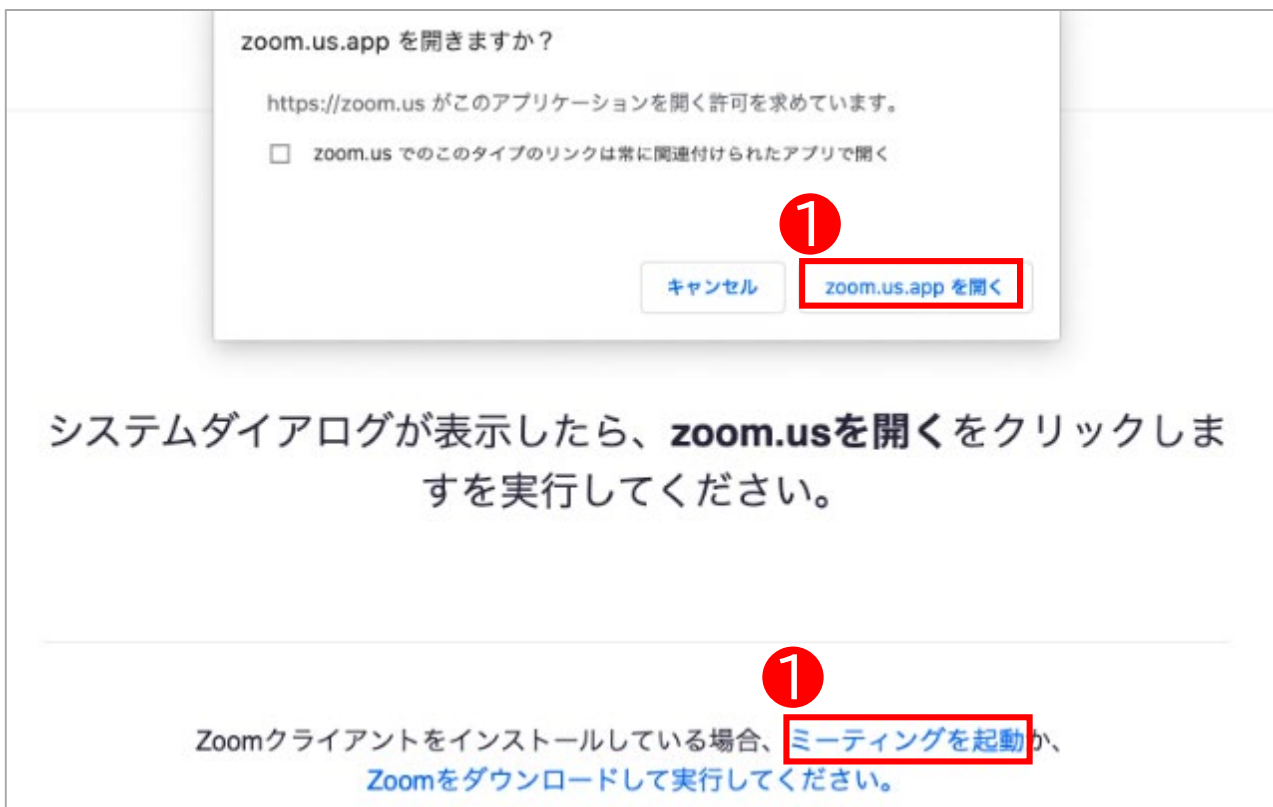 zoom.us.app を開きますか？
https://zoom.us がこのアプリケーションを開く許可を求めています。
zoom.us でのこのタイプのリンクは常に関連付けられたアプリで開く
1
キャンセル
zoom.us.app を開く
システムダイアログが表示したら、zoom.usを開くをクリックしま
すを実行してください。
1
Zoomクライアントをインストールしている場合、ミーティングを起動か、
Zoomをダウンロードして実行してください。